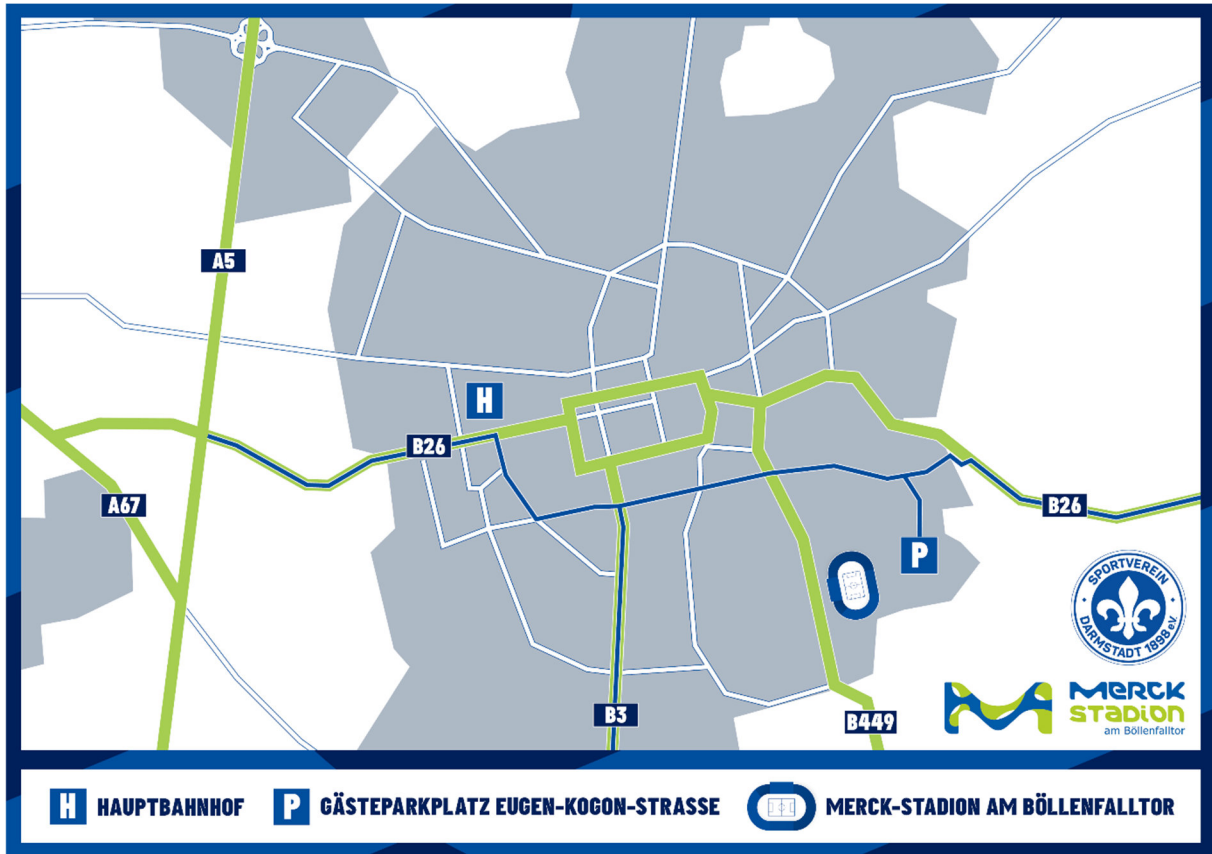 A5
H
B26
A67
B26
P
SPORTVEREIN
DARMSTADT 1898 e.V.
MERCK
STADION
am Böllenfalltor
B3
B449
H HAUPTBAHNHOF
P GÄSTEPARKPLATZ EUGEN-KOGON-STRASSE
MERCK-STADION AM BÖLLENFALLTOR